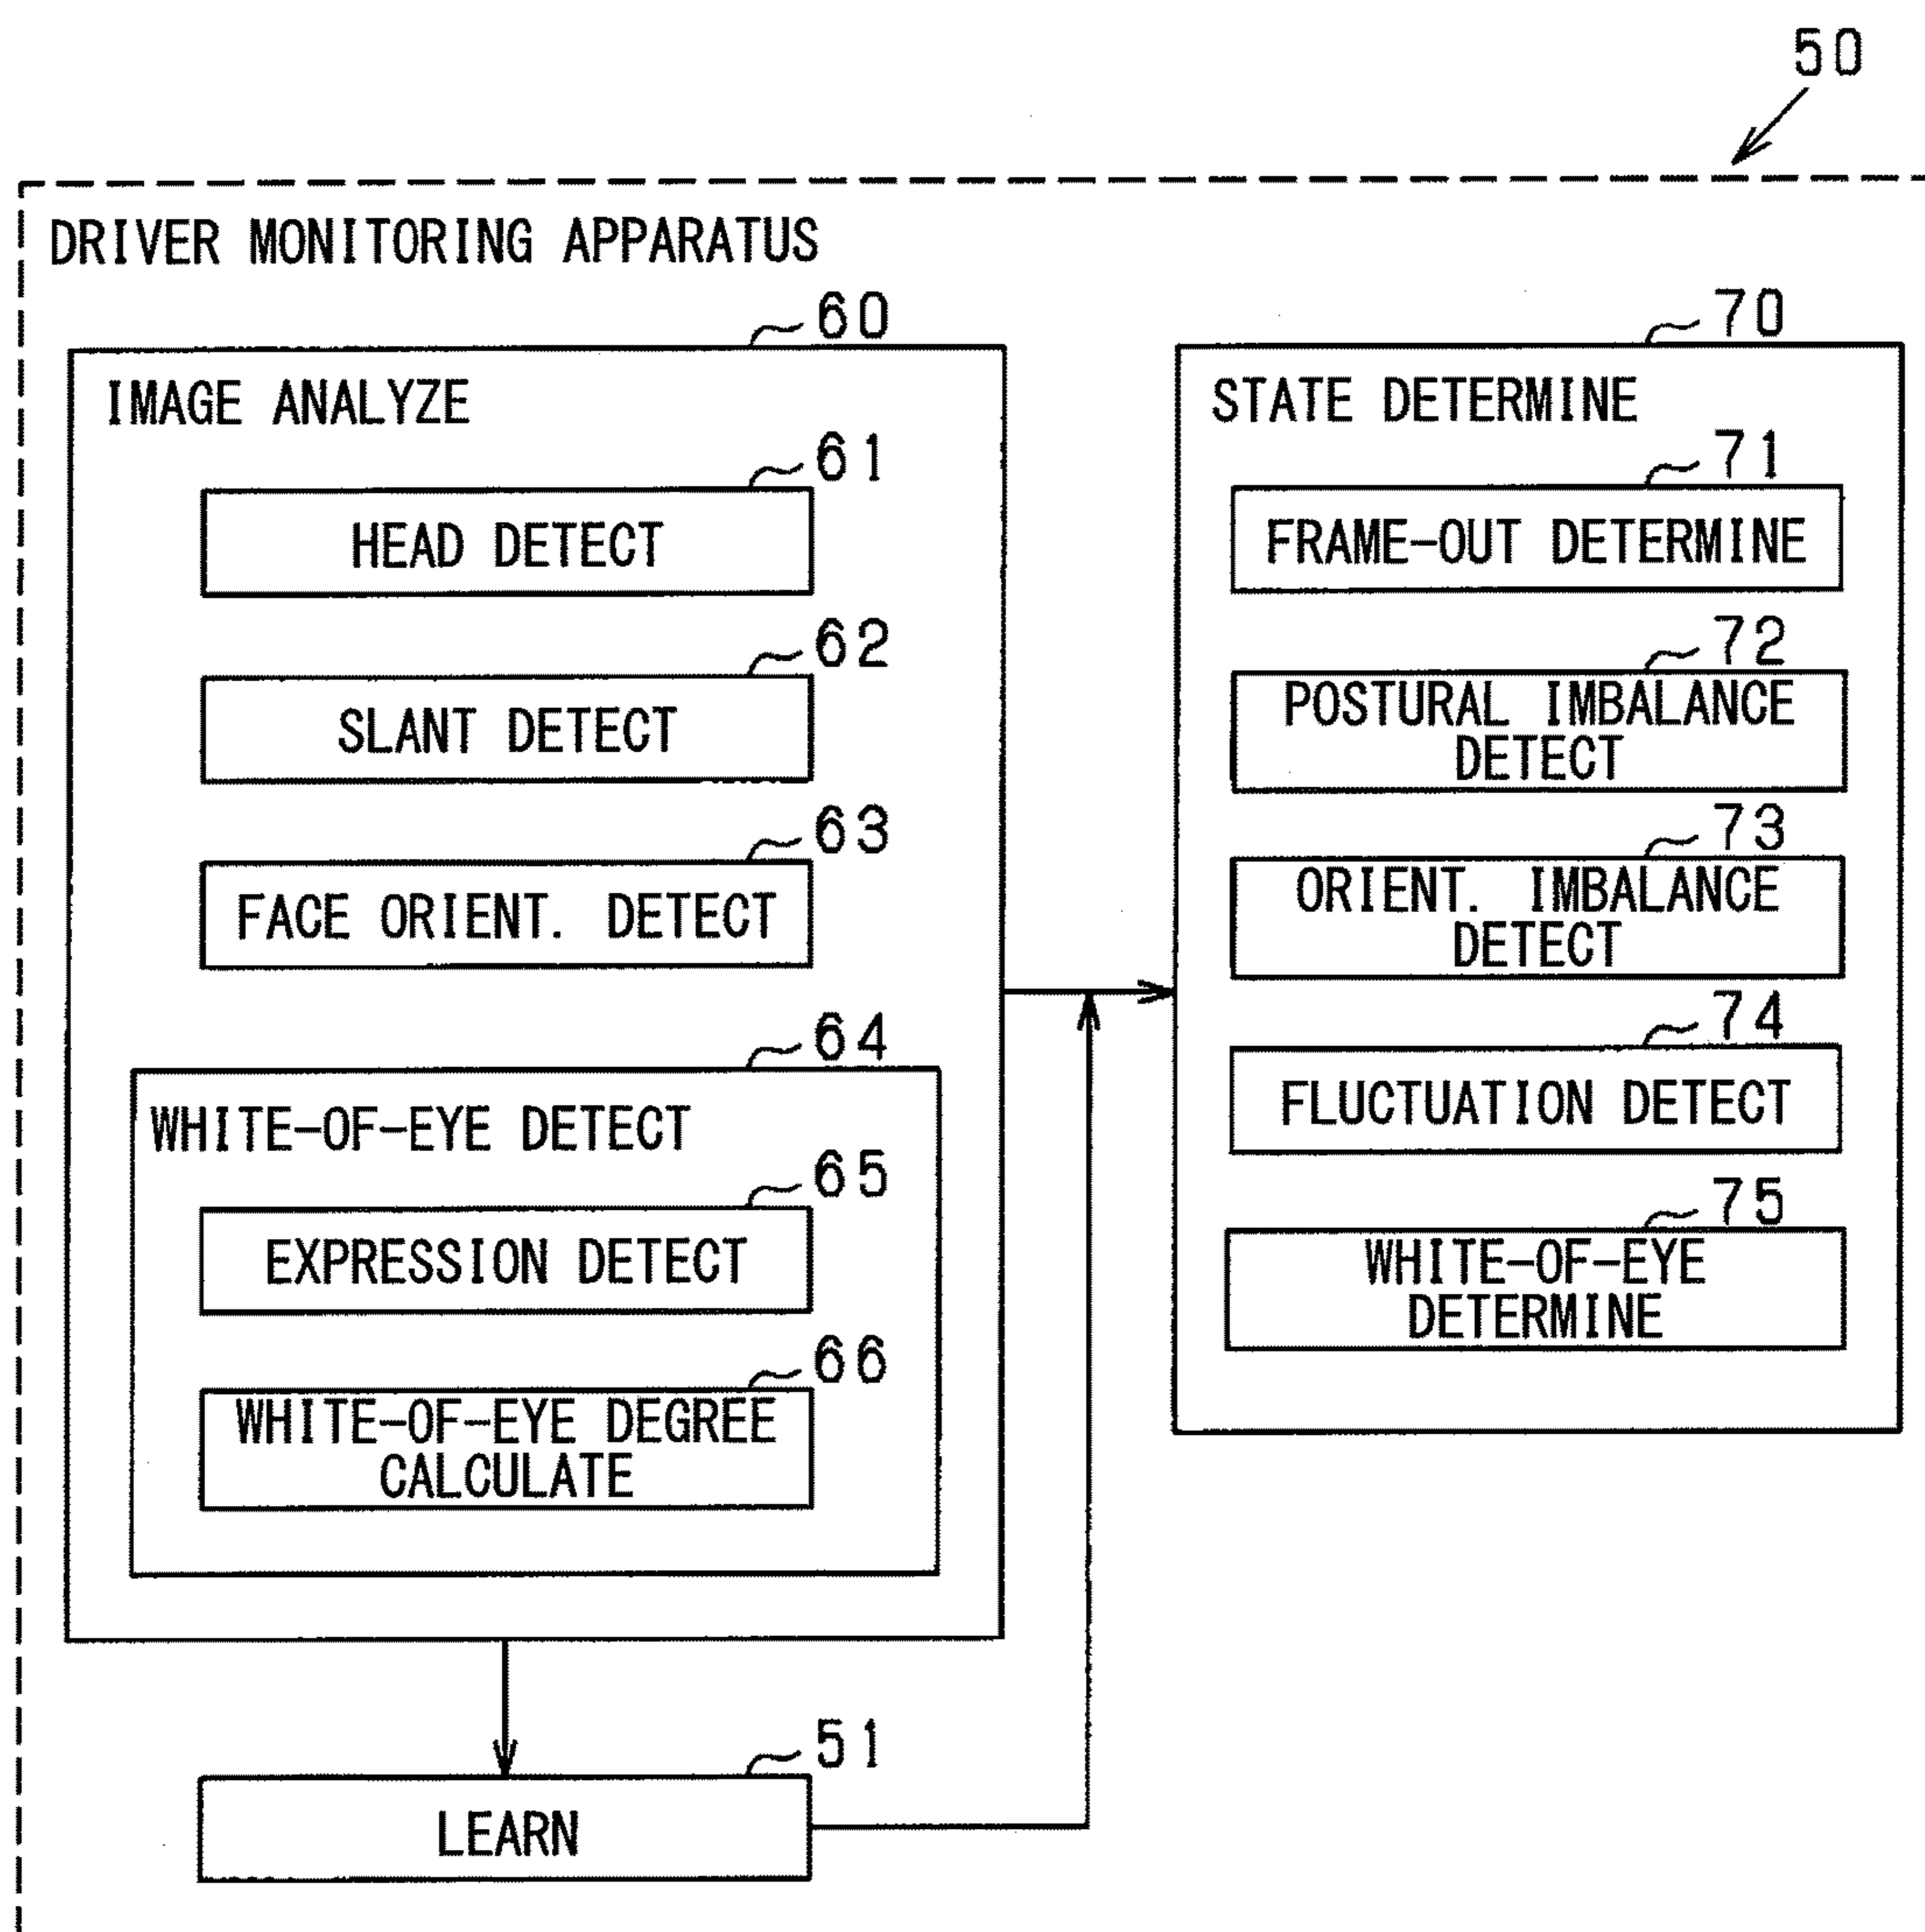 50
DRIVER MONITORING APPARATUS
60
IMAGE ANALYZE
61
HEAD DETECT
62
SLANT DETECT
63
FACE ORIENT. DETECT
64
WHITE-OF-EYE DETECT
65
EXPRESSION DETECT
66
WHITE-OF-EYE DEGREE
CALCULATE
51
LEARN
70
STATE DETERMINE
71
FRAME-OUT DETERMINE
72
POSTURAL IMBALANCE
DETECT
73
ORIENT. IMBALANCE
DETECT
74
FLUCTUATION DETECT
75
WHITE-OF-EYE
DETERMINE